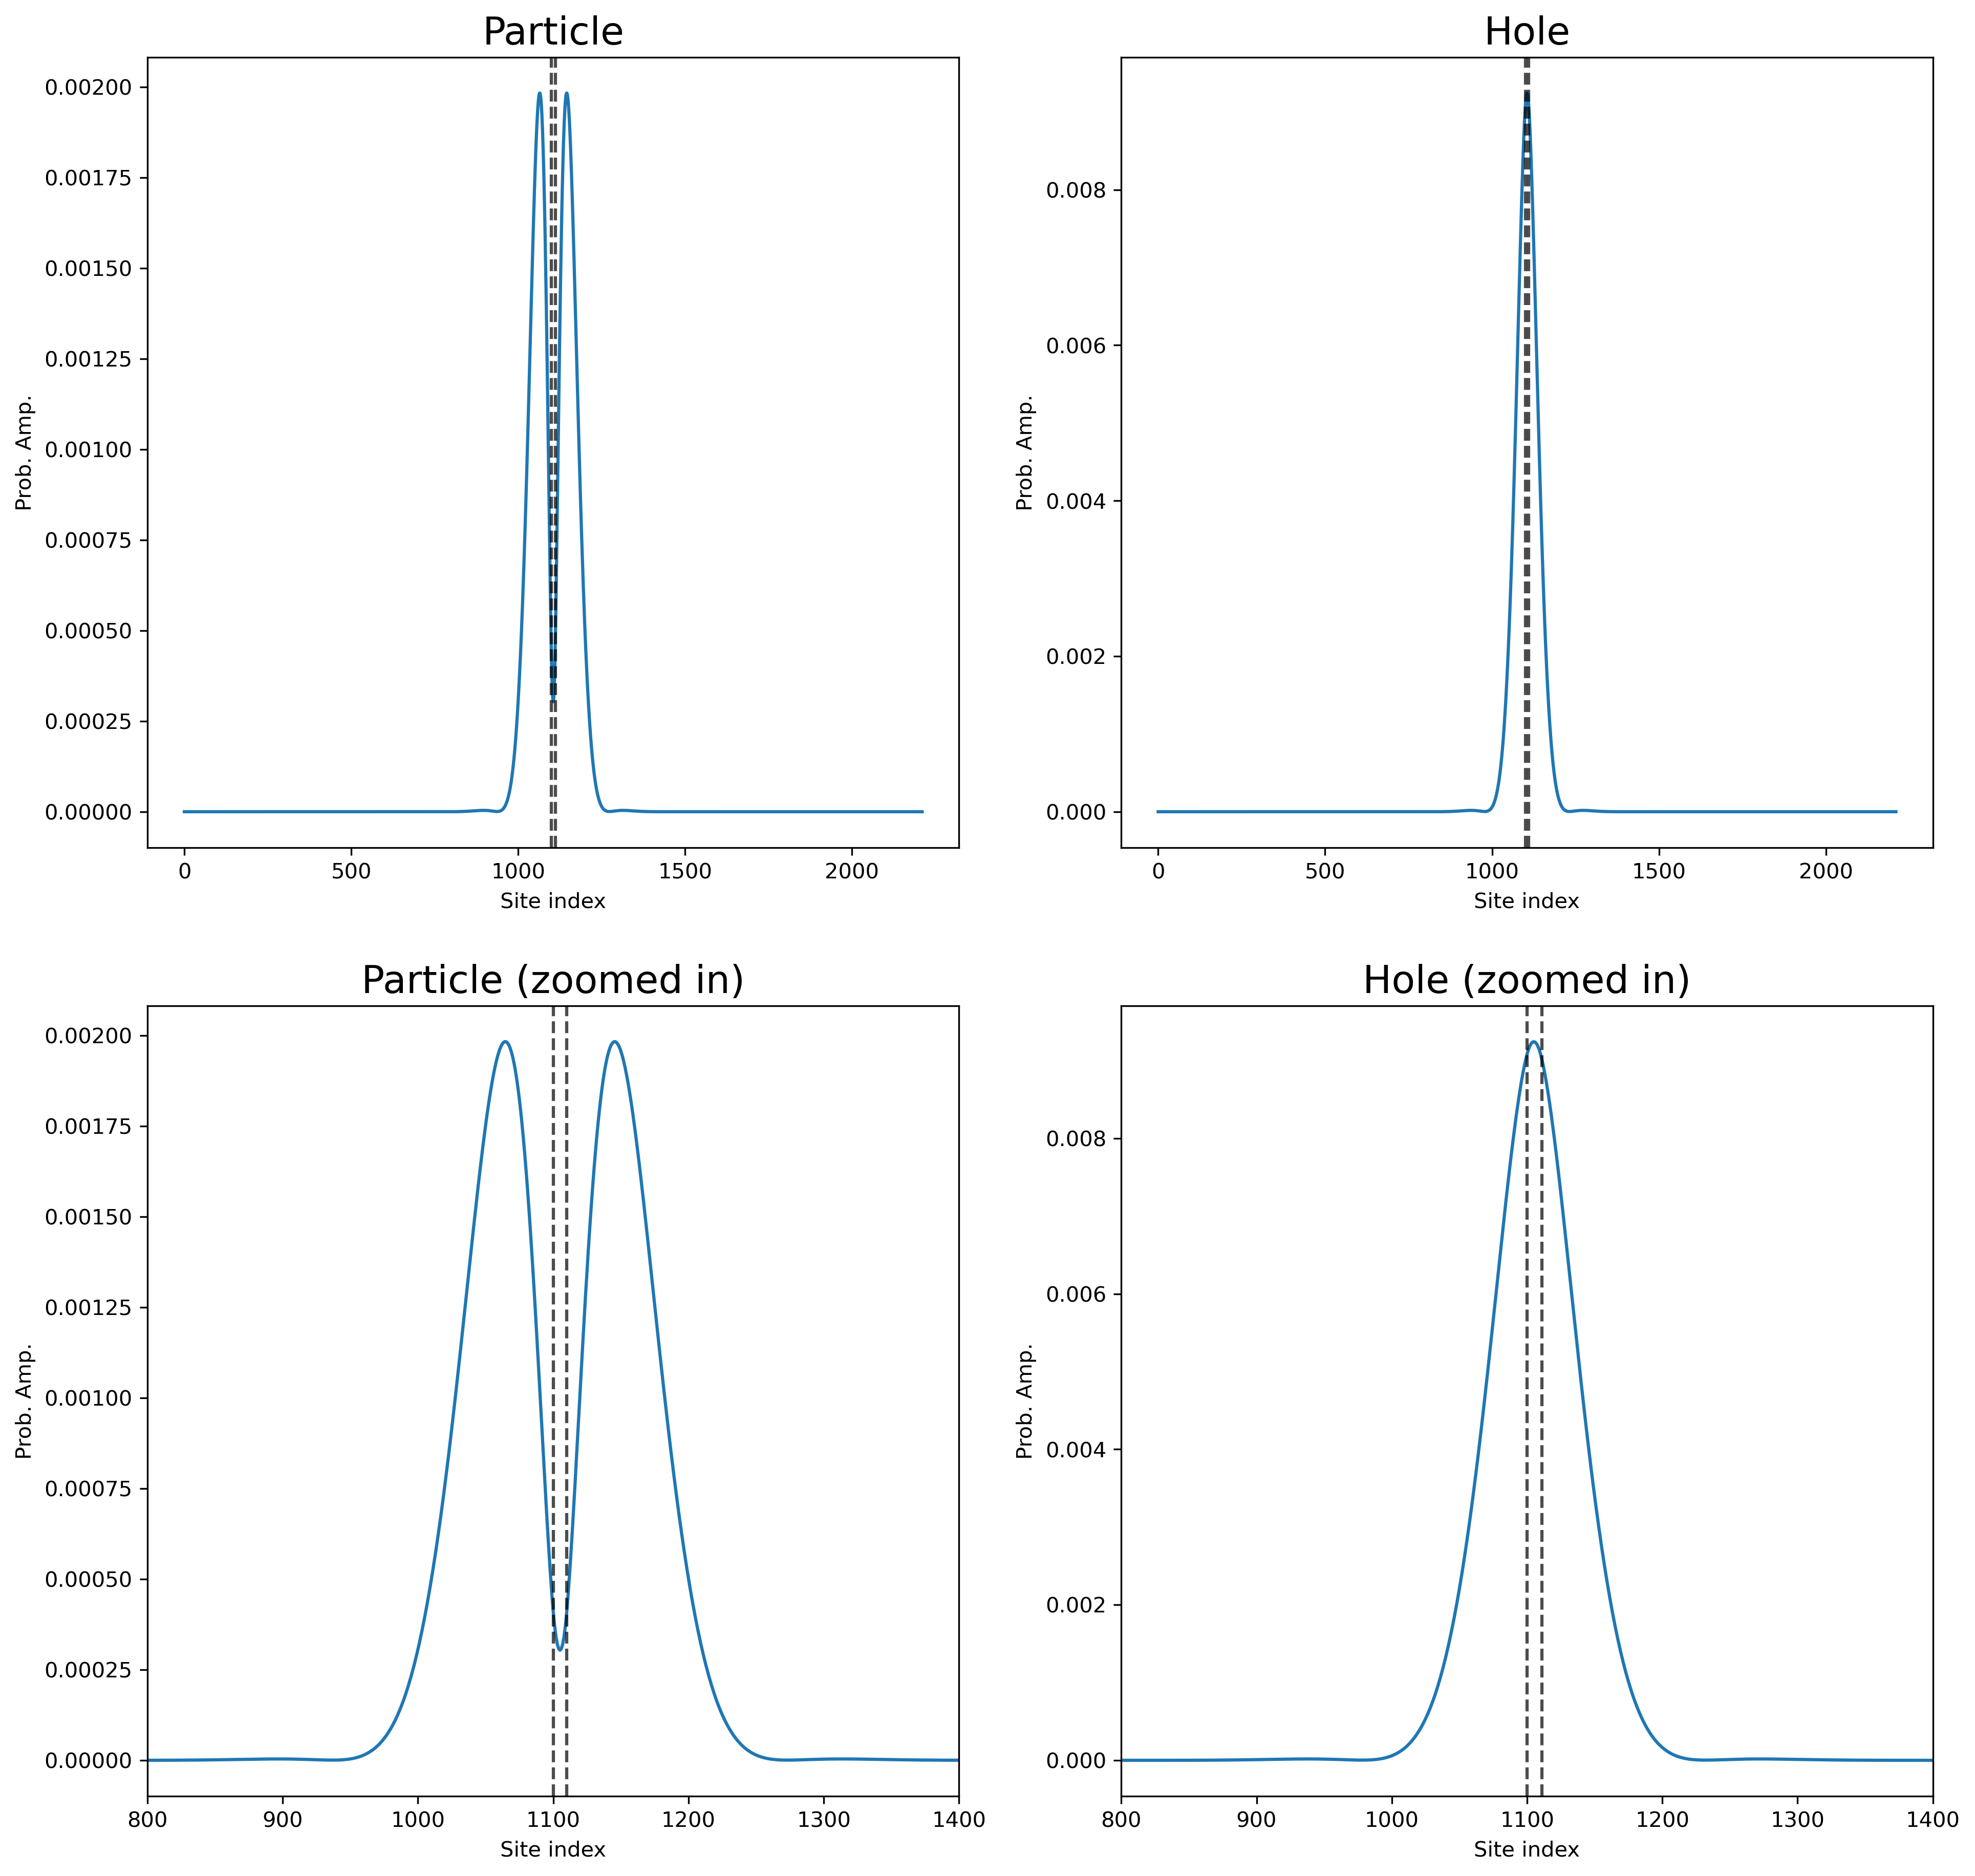 Particle
Prob. Amp.
0.00200
0.00175
0.00150
0.00125
0.00100
0.00075
0.00050
0.00025
0.00000
0 500 1000 1500 2000
Site index
Hole
Prob. Amp.
0.008
0.006
0.004
0.002
0.000
0 500 1000 1500 2000
Site index
Particle (zoomed in)
Prob. Amp.
0.00200
0.00175
0.00150
0.00125
0.00100
0.00075
0.00050
0.00025
0.00000
800 900 1000 1100 1200 1300 1400
Site index
Hole (zoomed in)
Prob. Amp.
0.008
0.006
0.004
0.002
0.000
800 900 1000 1100 1200 1300 1400
Site index